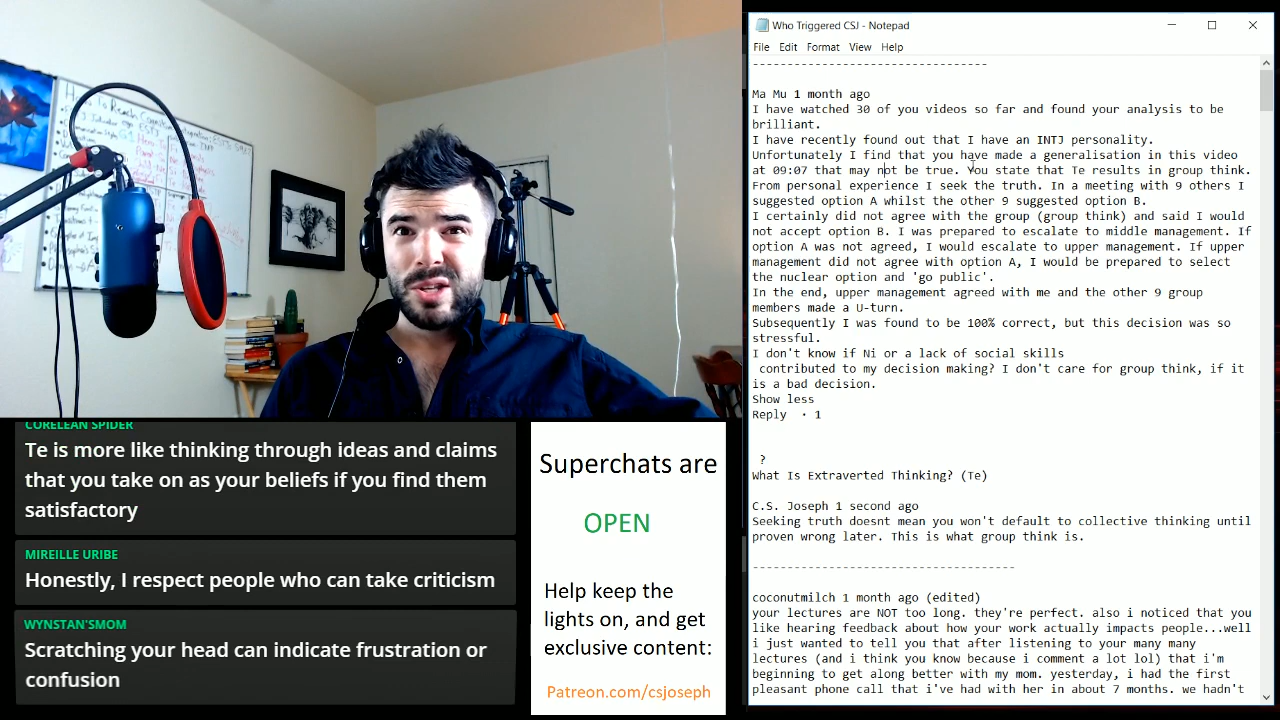 Who Triggered CSJ - Notepad
File Edit Format View Help
----------------------------------
Ma Mu 1 month ago
I have watched 30 of you videos so far and found your analysis to be
brilliant.
I have recently found out that I have an INTJ personality.
Unfortunately I find that you have made a generalisation in this video
at 09:07 that may not be true. You state that Te results in group think.
From personal experience I seek the truth. In a meeting with 9 others I
suggested option A whilst the other 9 suggested option B.
I certainly did not agree with the group (group think) and said I would
not accept option B. I was prepared to escalate to middle management. If
option A was not agreed, I would escalate to upper management. If upper
management did not agree with option A, I would be prepared to select
the nuclear option and 'go public'.
In the end, upper management agreed with me and the other 9 group
members made a U-turn.
Subsequently I was found to be 100% correct, but this decision was so
stressful.
I don't know if Ni or a lack of social skills
contributed to my decision making? I don't care for group think, if it
is a bad decision.
Show less
Reply · 1
?
What Is Extraverted Thinking? (Te)
C.S. Joseph 1 second ago
Seeking truth doesnt mean you won't default to collective thinking until
proven wrong later. This is what group think is.
--------------------------------------
coconutmilch 1 month ago (edited)
your lectures are NOT too long. they're perfect. also i noticed that you
like hearing feedback about how your work actually impacts people...well
i just wanted to tell you that after listening to your many many
lectures (and i think you know because i comment a lot lol) that i'm
beginning to get along better with my mom. yesterday, i had the first
pleasant phone call that i've had with her in about 7 months. we hadn't
CORELEAN SPIDER
Te is more like thinking through ideas and claims
that you take on as your beliefs if you find them
satisfactory
MIREILLE URIBE
Honestly, I respect people who can take criticism
WYNSTAN'SMOM
Scratching your head can indicate frustration or
confusion
Superchats are
OPEN
Help keep the
lights on, and get
exclusive content:
Patreon.com/csjoseph